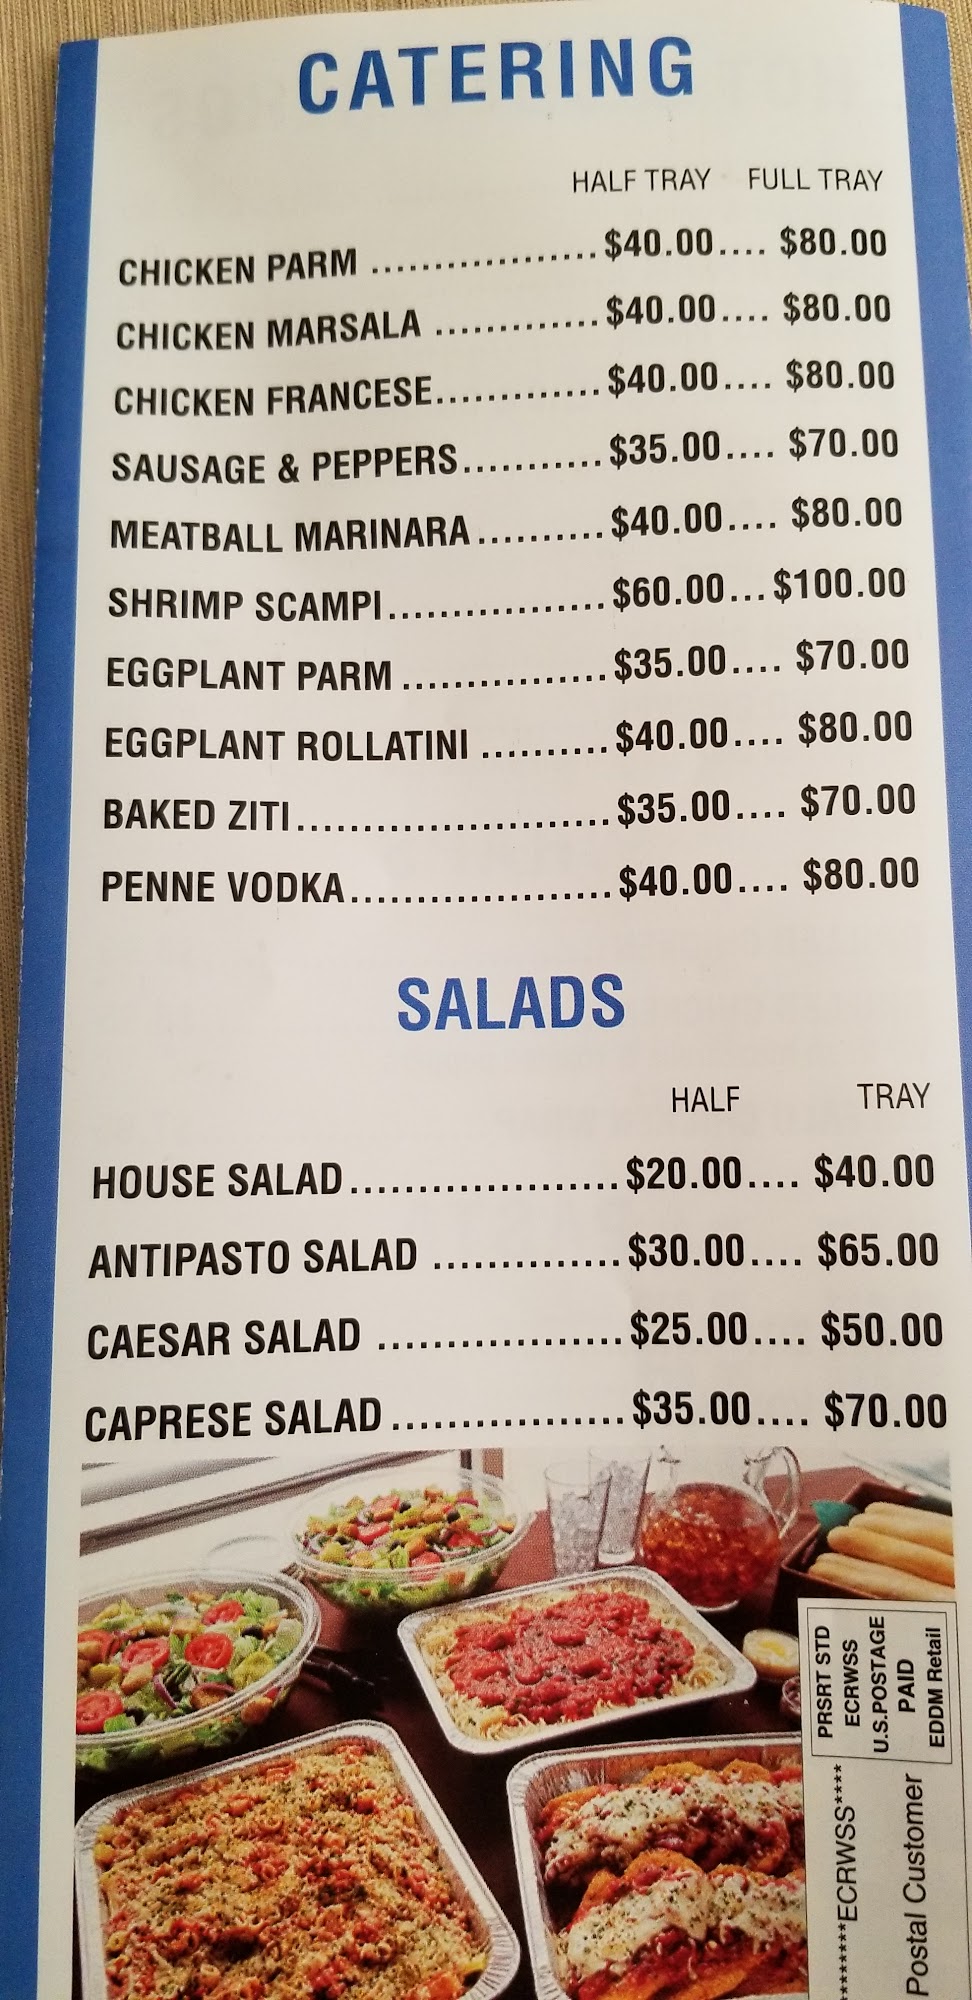 CATERING
HALF TRAY FULL TRAY
CHICKEN PARM ..................$40.00.... $80.00
CHICKEN MARSALA .............$40.00.... $80.00
CHICKEN FRANCESE.............$40.00.... $80.00
SAUSAGE & PEPPERS...........$35.00.... $70.00
MEATBALL MARINARA..........$40.00.... $80.00
SHRIMP SCAMPI.................$60.00...$100.00
EGGPLANT PARM ................$35.00.... $70.00
EGGPLANT ROLLATINI ..........$40.00.... $80.00
BAKED ZITI........................$35.00.... $70.00
PENNE VODKA....................$40.00.... $80.00
SALADS
HALF TRAY
HOUSE SALAD....................$20.00.... $40.00
ANTIPASTO SALAD ..............$30.00.... $65.00
CAESAR SALAD ..................$25.00.... $50.00
CAPRESE SALAD..................$35.00.... $70.00
PRSRT STD
ECRWSS
U.S.POSTAGE
PAID
EDDM Retail
********ECRWSS****
Postal Customer